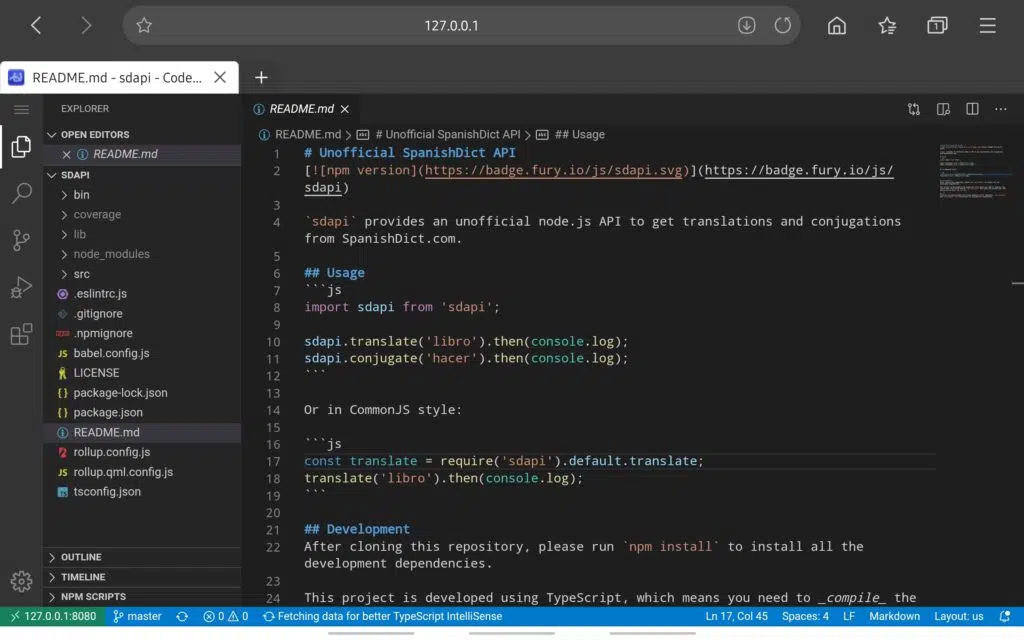 127.0.0.1
1
README.md - sdapi - Code...
EXPLORER
OPEN EDITORS
README.md
SDAPI
bin
coverage
lib
node_modules
src
.eslintrc.js
.gitignore
.npmignore
JS babel.config.js
LICENSE
{ } package-lock.json
{ } package.json
README.md
rollup.config.js
JS rollup.qml.config.js
TS tsconfig.json
OUTLINE
TIMELINE
NPM SCRIPTS
README.md
README.md > # Unofficial SpanishDict API > ## Usage
1 # Unofficial SpanishDict API
2 [![npm version](https://badge.fury.io/js/sdapi.svg)](https://badge.fury.io/js/
sdapi)
3
4 `sdapi` provides an unofficial node.js API to get translations and conjugations
from SpanishDict.com.
5
6 ## Usage
7 ```js
8 import sdapi from 'sdapi';
9
10 sdapi.translate('libro').then(console.log);
11 sdapi.conjugate('hacer').then(console.log);
12 ```
13
14 Or in CommonJS style:
15
16 ```js
17 const translate = require('sdapi').default.translate;
18 translate('libro').then(console.log);
19 ```
20
21 ## Development
22 After cloning this repository, please run `npm install` to install all the
development dependencies.
23
24 This project is developed using TypeScript, which means you need to _compile_ the
127.0.0.1:8080 master 0 0 Fetching data for better TypeScript IntelliSense Ln 17, Col 45 Spaces: 4 LF Markdown Layout: us